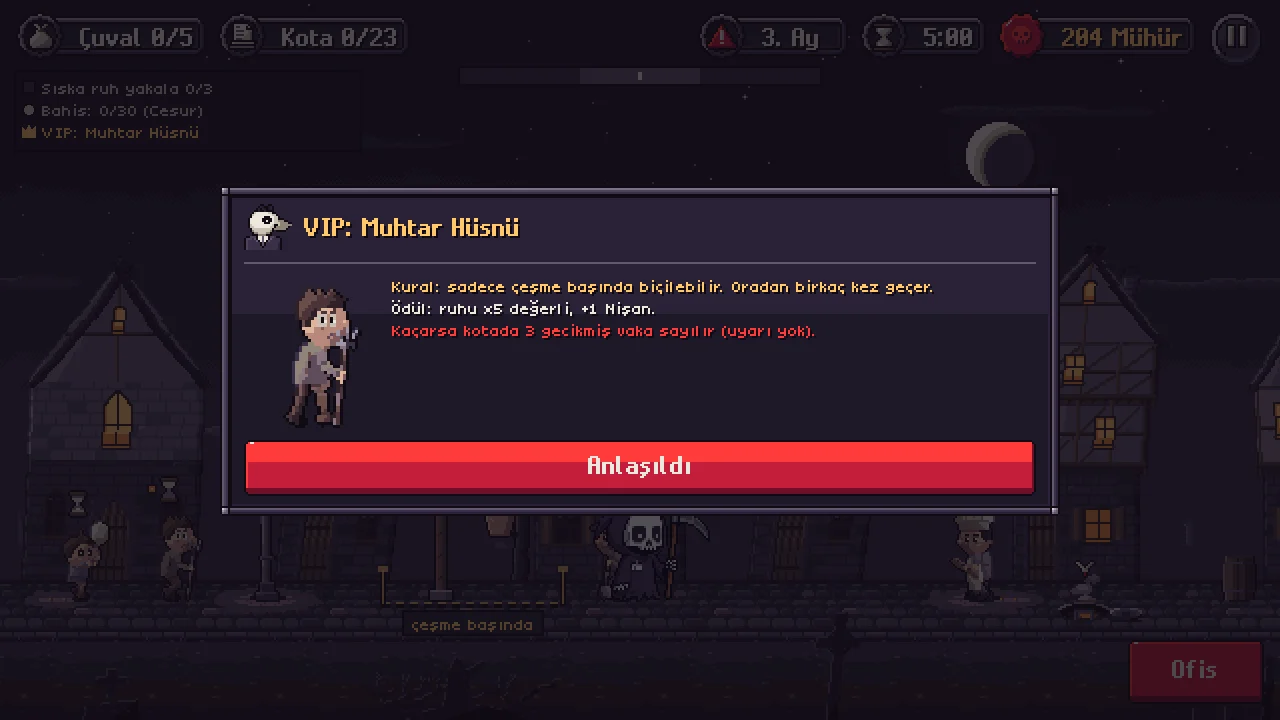 Çuval 0/5
Kota 0/23
3. Ay
5:00
204 Mühür
Sıska ruh yakala 0/3
Bahis: 0/30 (Cesur)
VIP: Muhtar Hüsnü
VIP: Muhtar Hüsnü
Kural: sadece çeşme başında biçilebilir. Oradan birkaç kez geçer.
Ödül: ruhu x5 değerli, +1 Nişan.
Kaçarsa kotada 3 gecikmiş vaka sayılır (uyarı yok).
Anlaşıldı
çeşme başında
Ofis